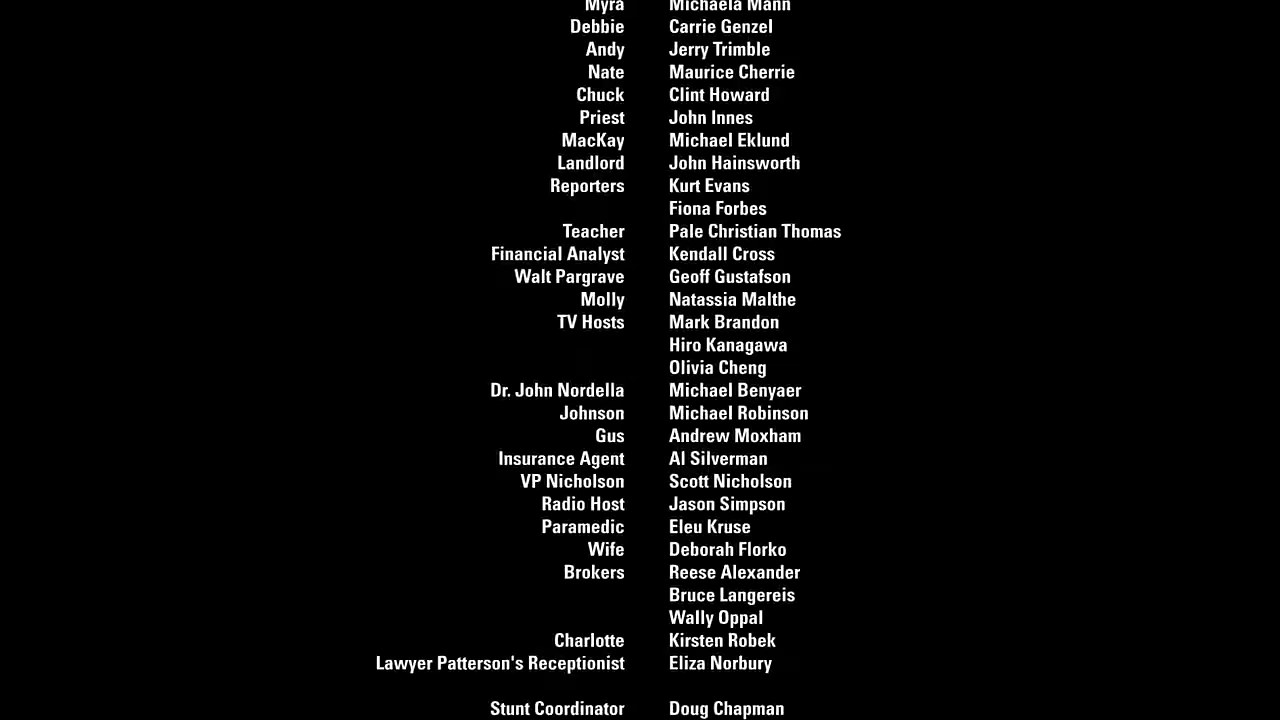 Myra Michaela Mann
Debbie Carrie Genzel
Andy Jerry Trimble
Nate Maurice Cherrie
Chuck Clint Howard
Priest John Innes
MacKay Michael Eklund
Landlord John Hainsworth
Reporters Kurt Evans
Fiona Forbes
Teacher Pale Christian Thomas
Financial Analyst Kendall Cross
Walt Pargrave Geoff Gustafson
Molly Natassia Malthe
TV Hosts Mark Brandon
Hiro Kanagawa
Olivia Cheng
Dr. John Nordella Michael Benyaer
Johnson Michael Robinson
Gus Andrew Moxham
Insurance Agent Al Silverman
VP Nicholson Scott Nicholson
Radio Host Jason Simpson
Paramedic Eleu Kruse
Wife Deborah Florko
Brokers Reese Alexander
Bruce Langereis
Wally Oppal
Charlotte Kirsten Robek
Lawyer Patterson's Receptionist Eliza Norbury
Stunt Coordinator Doug Chapman